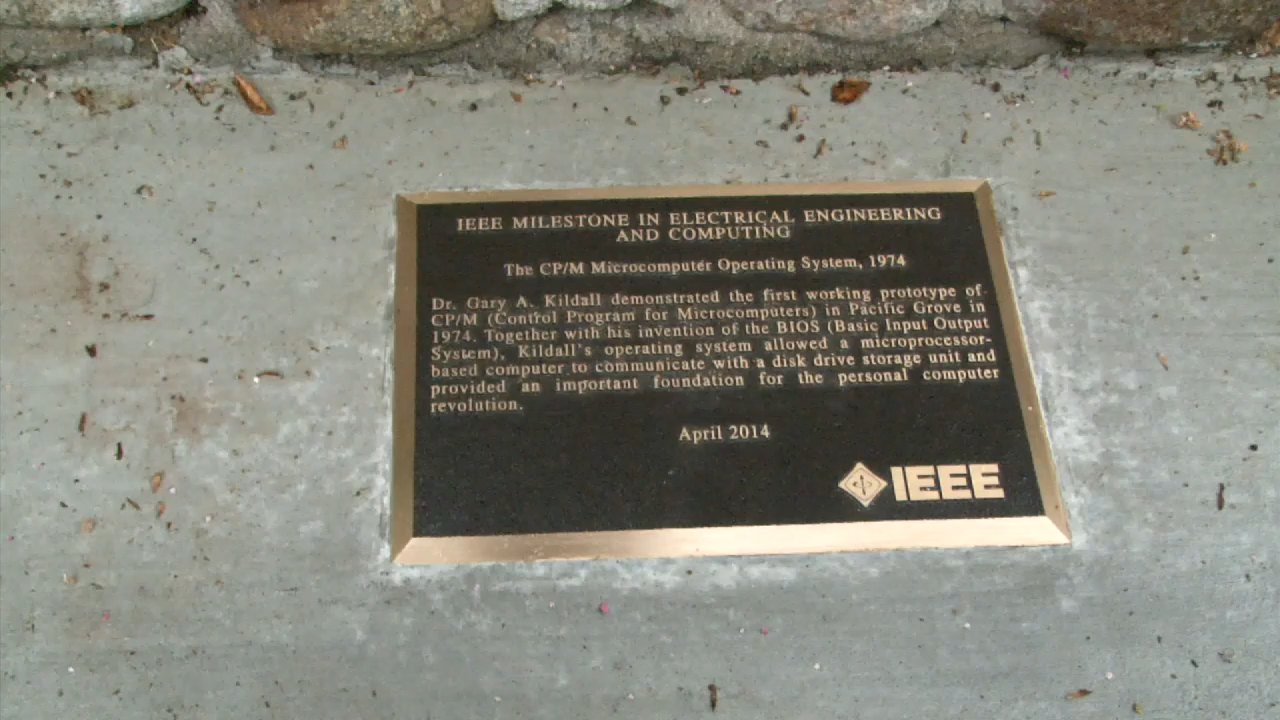 IEEE MILESTONE IN ELECTRICAL ENGINEERING
AND COMPUTING
The CP/M Microcomputer Operating System, 1974
Dr. Gary A. Kildall demonstrated the first working prototype of
CP/M (Control Program for Microcomputers) in Pacific Grove in
1974. Together with his invention of the BIOS (Basic Input Output
System), Kildall's operating system allowed a microprocessor-
based computer to communicate with a disk drive storage unit and
provided an important foundation for the personal computer
revolution.
April 2014
IEEE